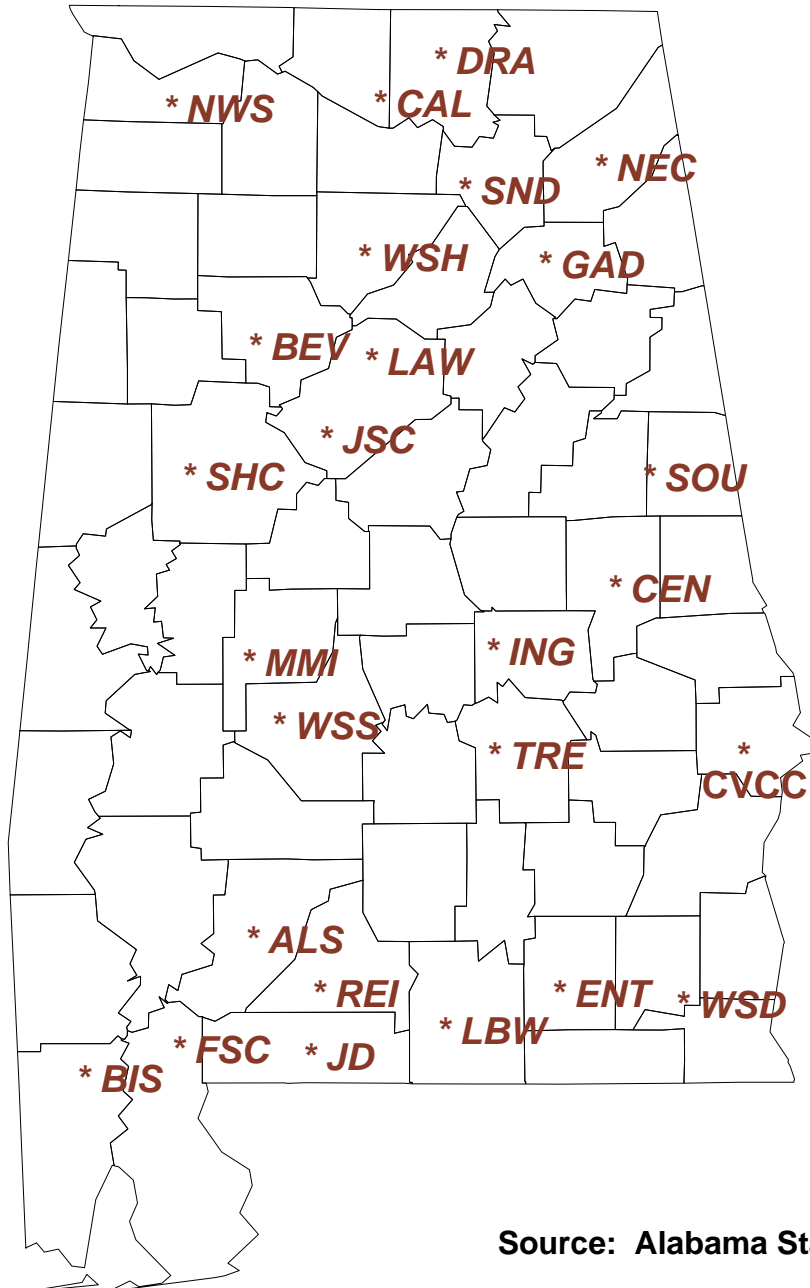 * DRA
* NWS
* CAL
* NEC
* SND
* WSH
* GAD
* BEV
* LAW
* JSC
* SHC
* SOU
* CEN
* ING
* MMI
* WSS
* TRE
*
CVCC
* ALS
* REI
* ENT
* WSD
* LBW
* FSC
* JD
* BIS
Source: Alabama St